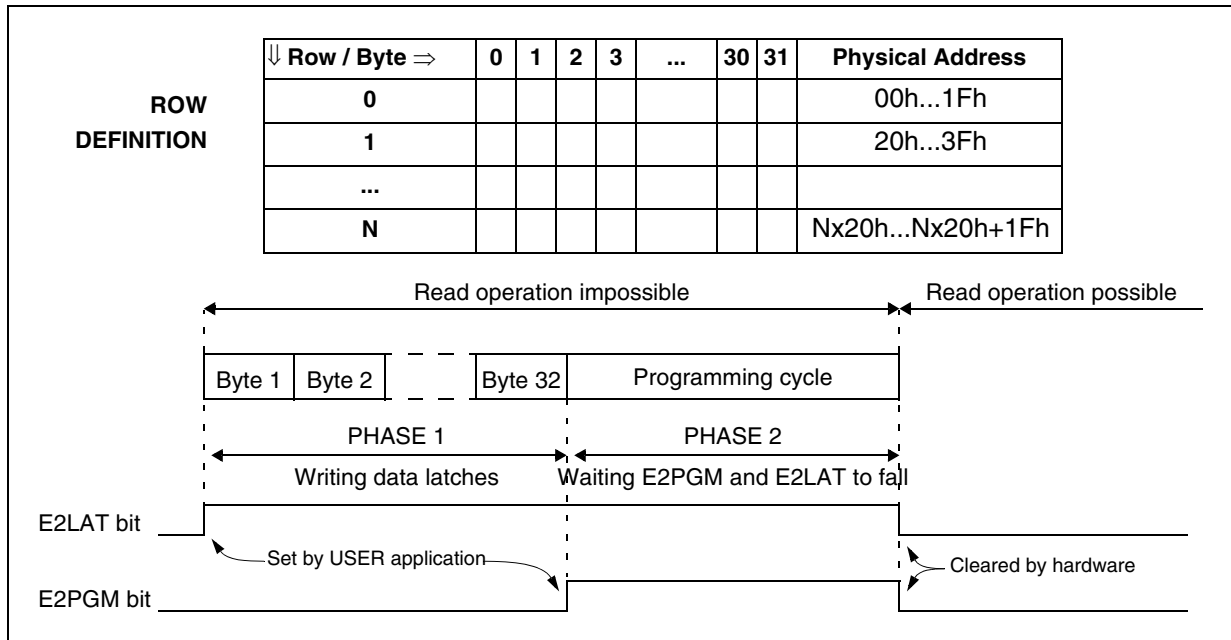 ⇓ Row / Byte ⇒ 0 1 2 3 ... 30 31 Physical Address
ROW DEFINITION
0 00h...1Fh
1 20h...3Fh
...
N Nx20h...Nx20h+1Fh
Read operation impossible Read operation possible
Byte 1 Byte 2 Byte 32 Programming cycle
PHASE 1 PHASE 2
Writing data latches Waiting E2PGM and E2LAT to fall
E2LAT bit
Set by USER application Cleared by hardware
E2PGM bit